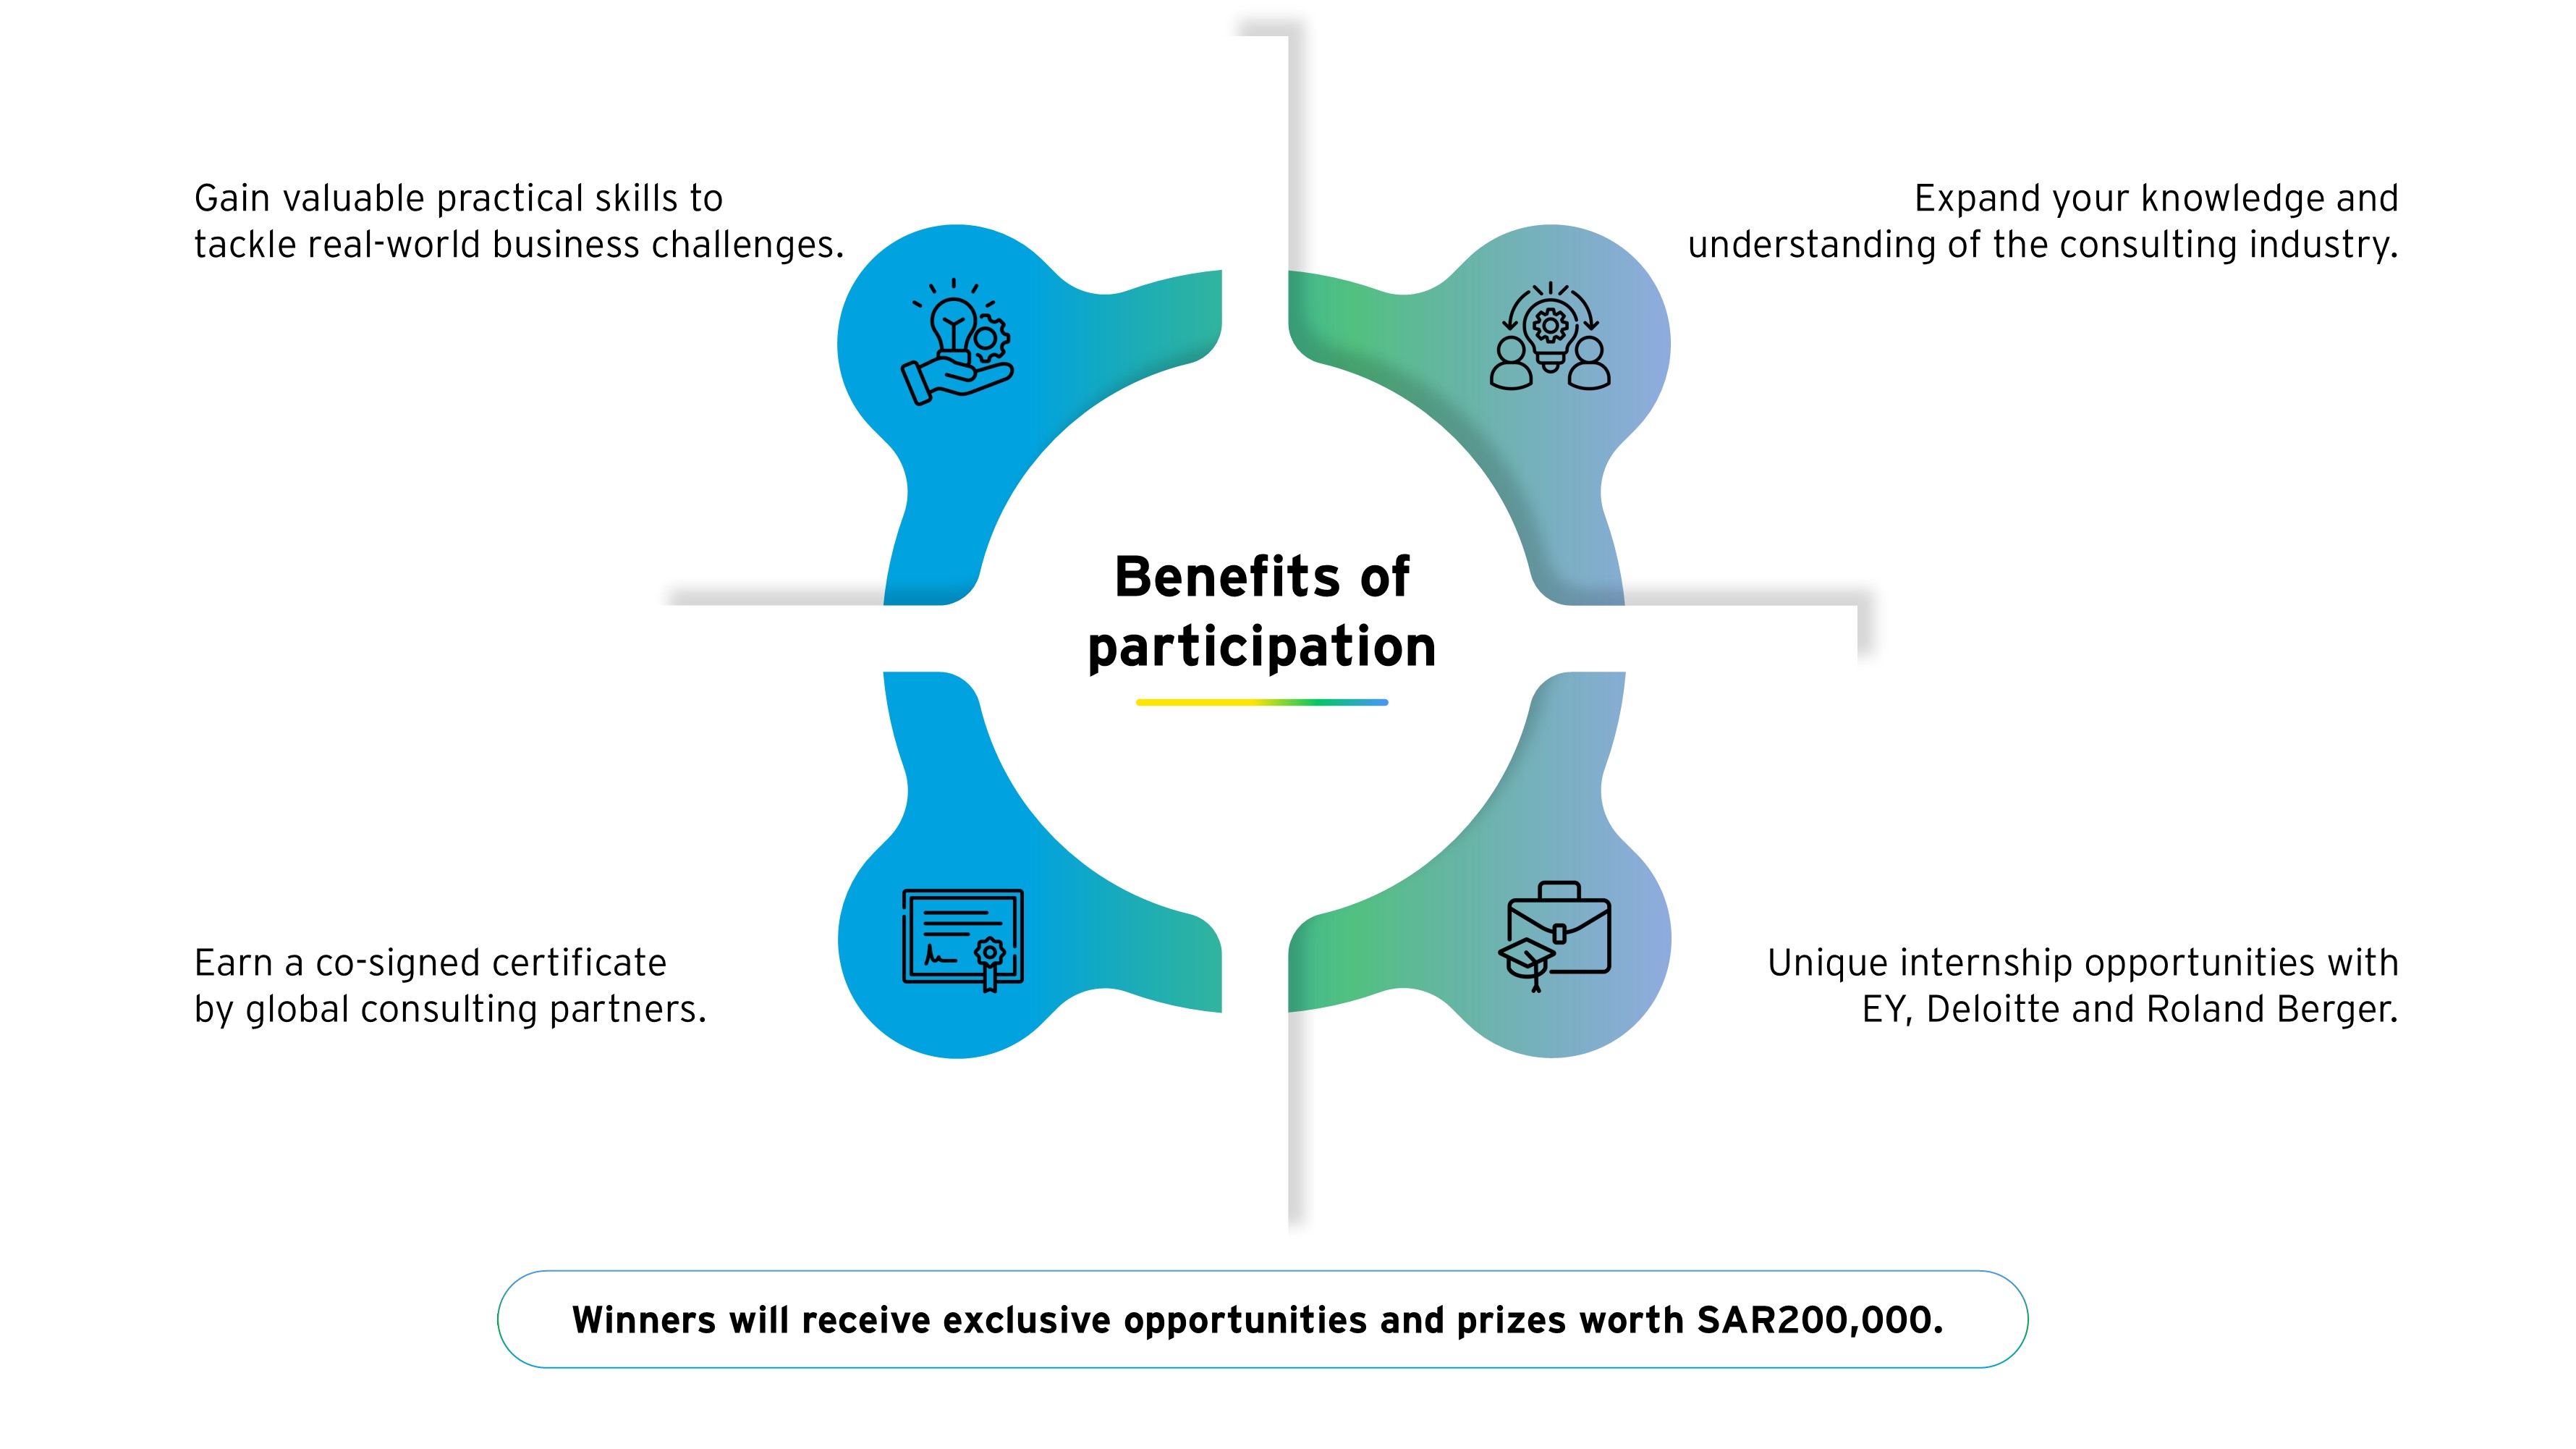 Gain valuable practical skills to
tackle real-world business challenges.
Expand your knowledge and
understanding of the consulting industry.
Benefits of
participation
Earn a co-signed certificate
by global consulting partners.
Unique internship opportunities with
EY, Deloitte and Roland Berger.
Winners will receive exclusive opportunities and prizes worth SAR200,000.